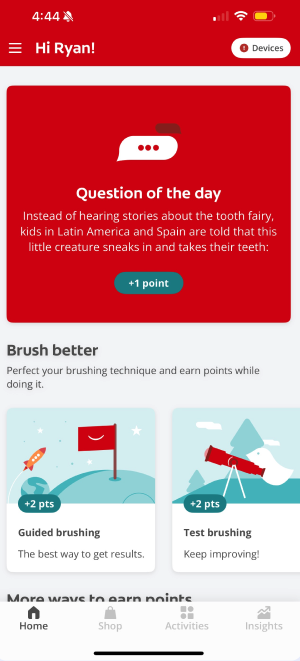 4:44
Hi Ryan!
Devices
Question of the day
Instead of hearing stories about the tooth fairy,
kids in Latin America and Spain are told that this
little creature sneaks in and takes their teeth:
+1 point
Brush better
Perfect your brushing technique and earn points while
doing it.
+2 pts
Guided brushing
The best way to get results.
+2 pts
Test brushing
Keep improving!
More ways to earn points
Home
Shop
Activities
Insights